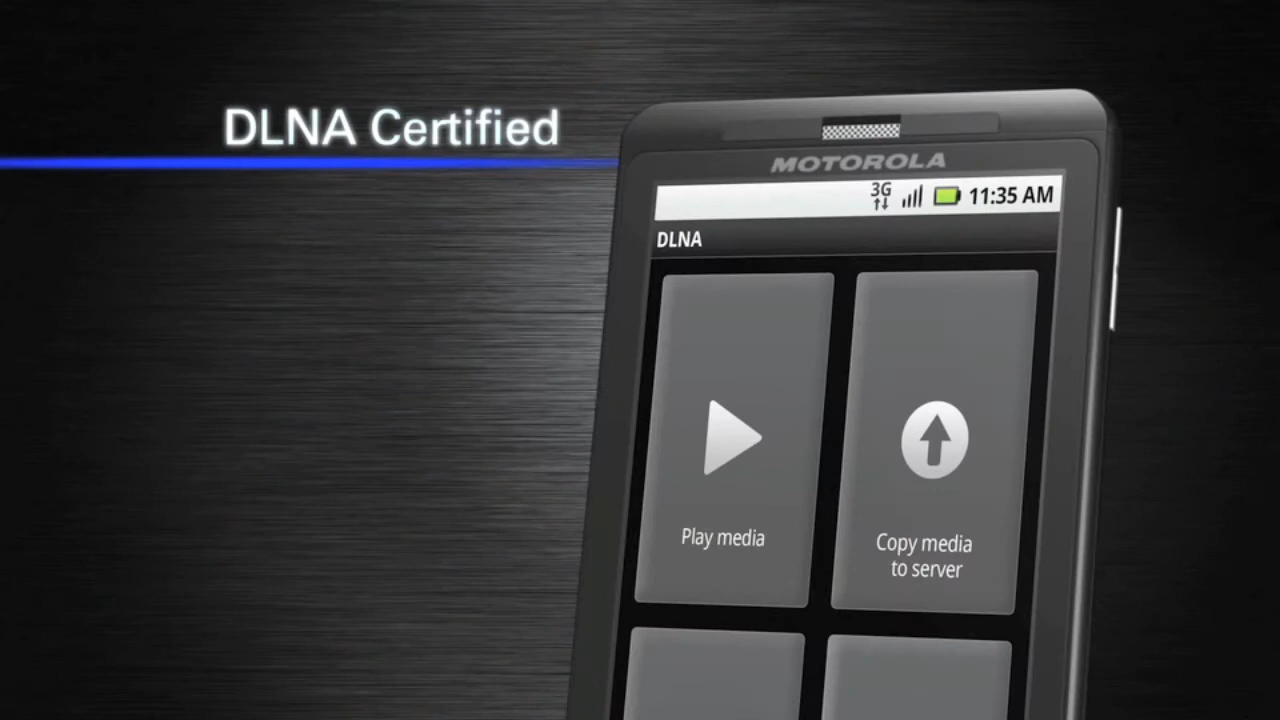 DLNA Certified
MOTOROLA
3G
11:35 AM
DLNA
Play media
Copy media
to server